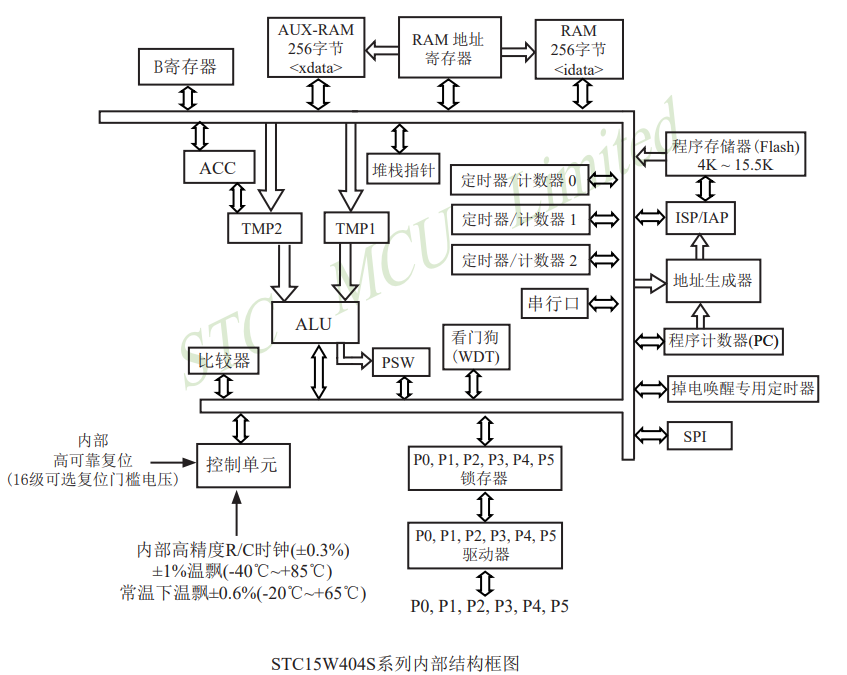 AUX-RAM
256字节
<xdata>
RAM 地址
寄存器
RAM
256字节
<idata>
B寄存器
ACC
堆栈指针
程序存储器(Flash)
4K ~ 15.5K
定时器/计数器 0
TMP2
TMP1
定时器/计数器 1
ISP/IAP
定时器/计数器 2
地址生成器
串行口
ALU
看门狗
(WDT)
程序计数器(PC)
比较器
PSW
掉电唤醒专用定时器
SPI
内部
高可靠复位
(16级可选复位门槛电压)
控制单元
P0, P1, P2, P3, P4, P5
锁存器
P0, P1, P2, P3, P4, P5
驱动器
内部高精度R/C时钟(±0.3%)
±1%温飘(-40℃~+85℃)
常温下温飘±0.6%(-20℃~+65℃)
P0, P1, P2, P3, P4, P5
STC MCU Limited
STC15W404S系列内部结构框图